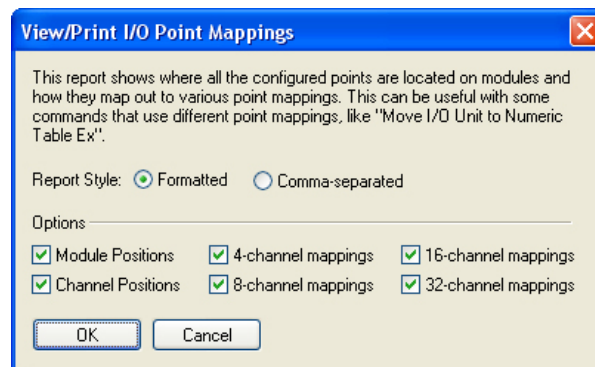 View/Print I/O Point Mappings
This report shows where all the configured points are located on modules and
how they map out to various point mappings. This can be useful with some
commands that use different point mappings, like "Move I/O Unit to Numeric
Table Ex".
Report Style: Formatted Comma-separated
Options
Module Positions 4-channel mappings 16-channel mappings
Channel Positions 8-channel mappings 32-channel mappings
OK Cancel